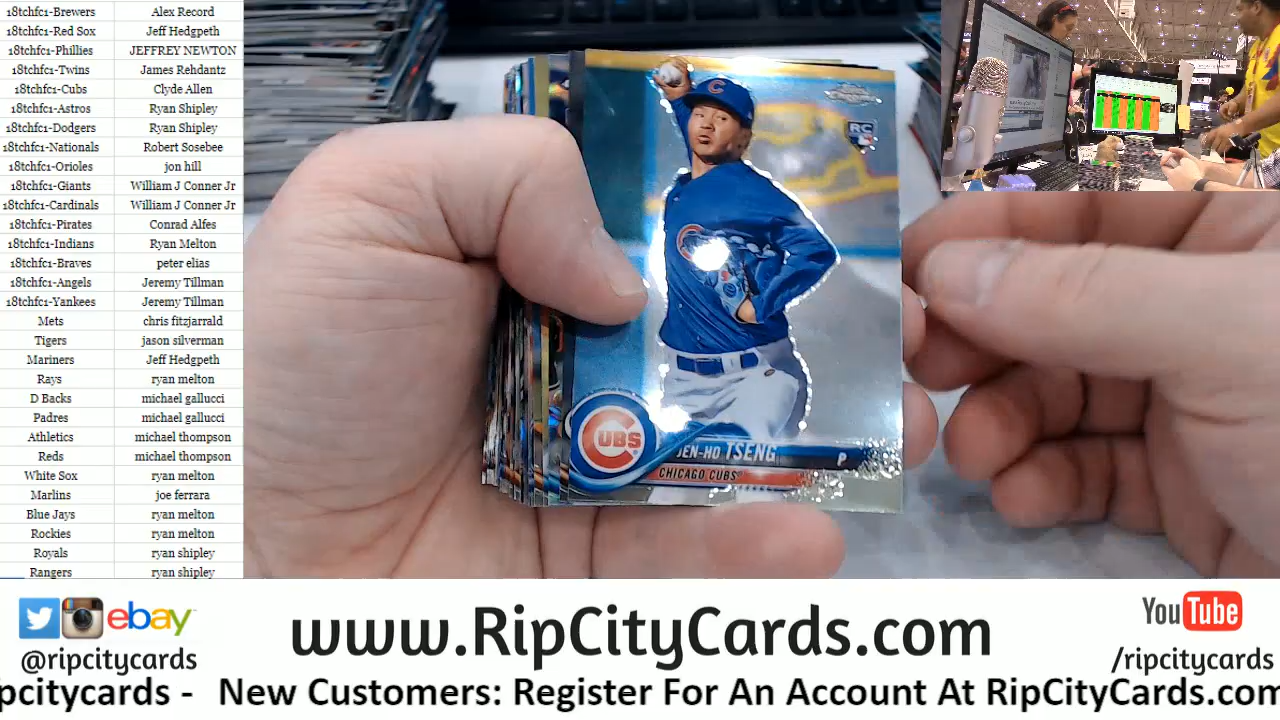 18tchfc1-Brewers Alex Record
18tchfc1-Red Sox Jeff Hedgpeth
18tchfc1-Phillies JEFFREY NEWTON
18tchfc1-Twins James Rehdantz
18tchfc1-Cubs Clyde Allen
18tchfc1-Astros Ryan Shipley
18tchfc1-Dodgers Ryan Shipley
18tchfc1-Nationals Robert Sosebee
18tchfc1-Orioles jon hill
18tchfc1-Giants William J Conner Jr
18tchfc1-Cardinals William J Conner Jr
18tchfc1-Pirates Conrad Alfes
18tchfc1-Indians Ryan Melton
18tchfc1-Braves peter elias
18tchfc1-Angels Jeremy Tillman
18tchfc1-Yankees Jeremy Tillman
Mets chris fitzjarrald
Tigers jason silverman
Mariners Jeff Hedgpeth
Rays ryan melton
D Backs michael gallucci
Padres michael gallucci
Athletics michael thompson
Reds michael thompson
White Sox ryan melton
Marlins joe ferrara
Blue Jays ryan melton
Rockies ryan melton
Royals ryan shipley
Rangers ryan shipley
C
RC
CUBS
JEN-HO TSENG P
CHICAGO CUBS
ebay
@ripcitycards
www.RipCityCards.com
YouTube
/ripcitycards
pcitycards - New Customers: Register For An Account At RipCityCards.com